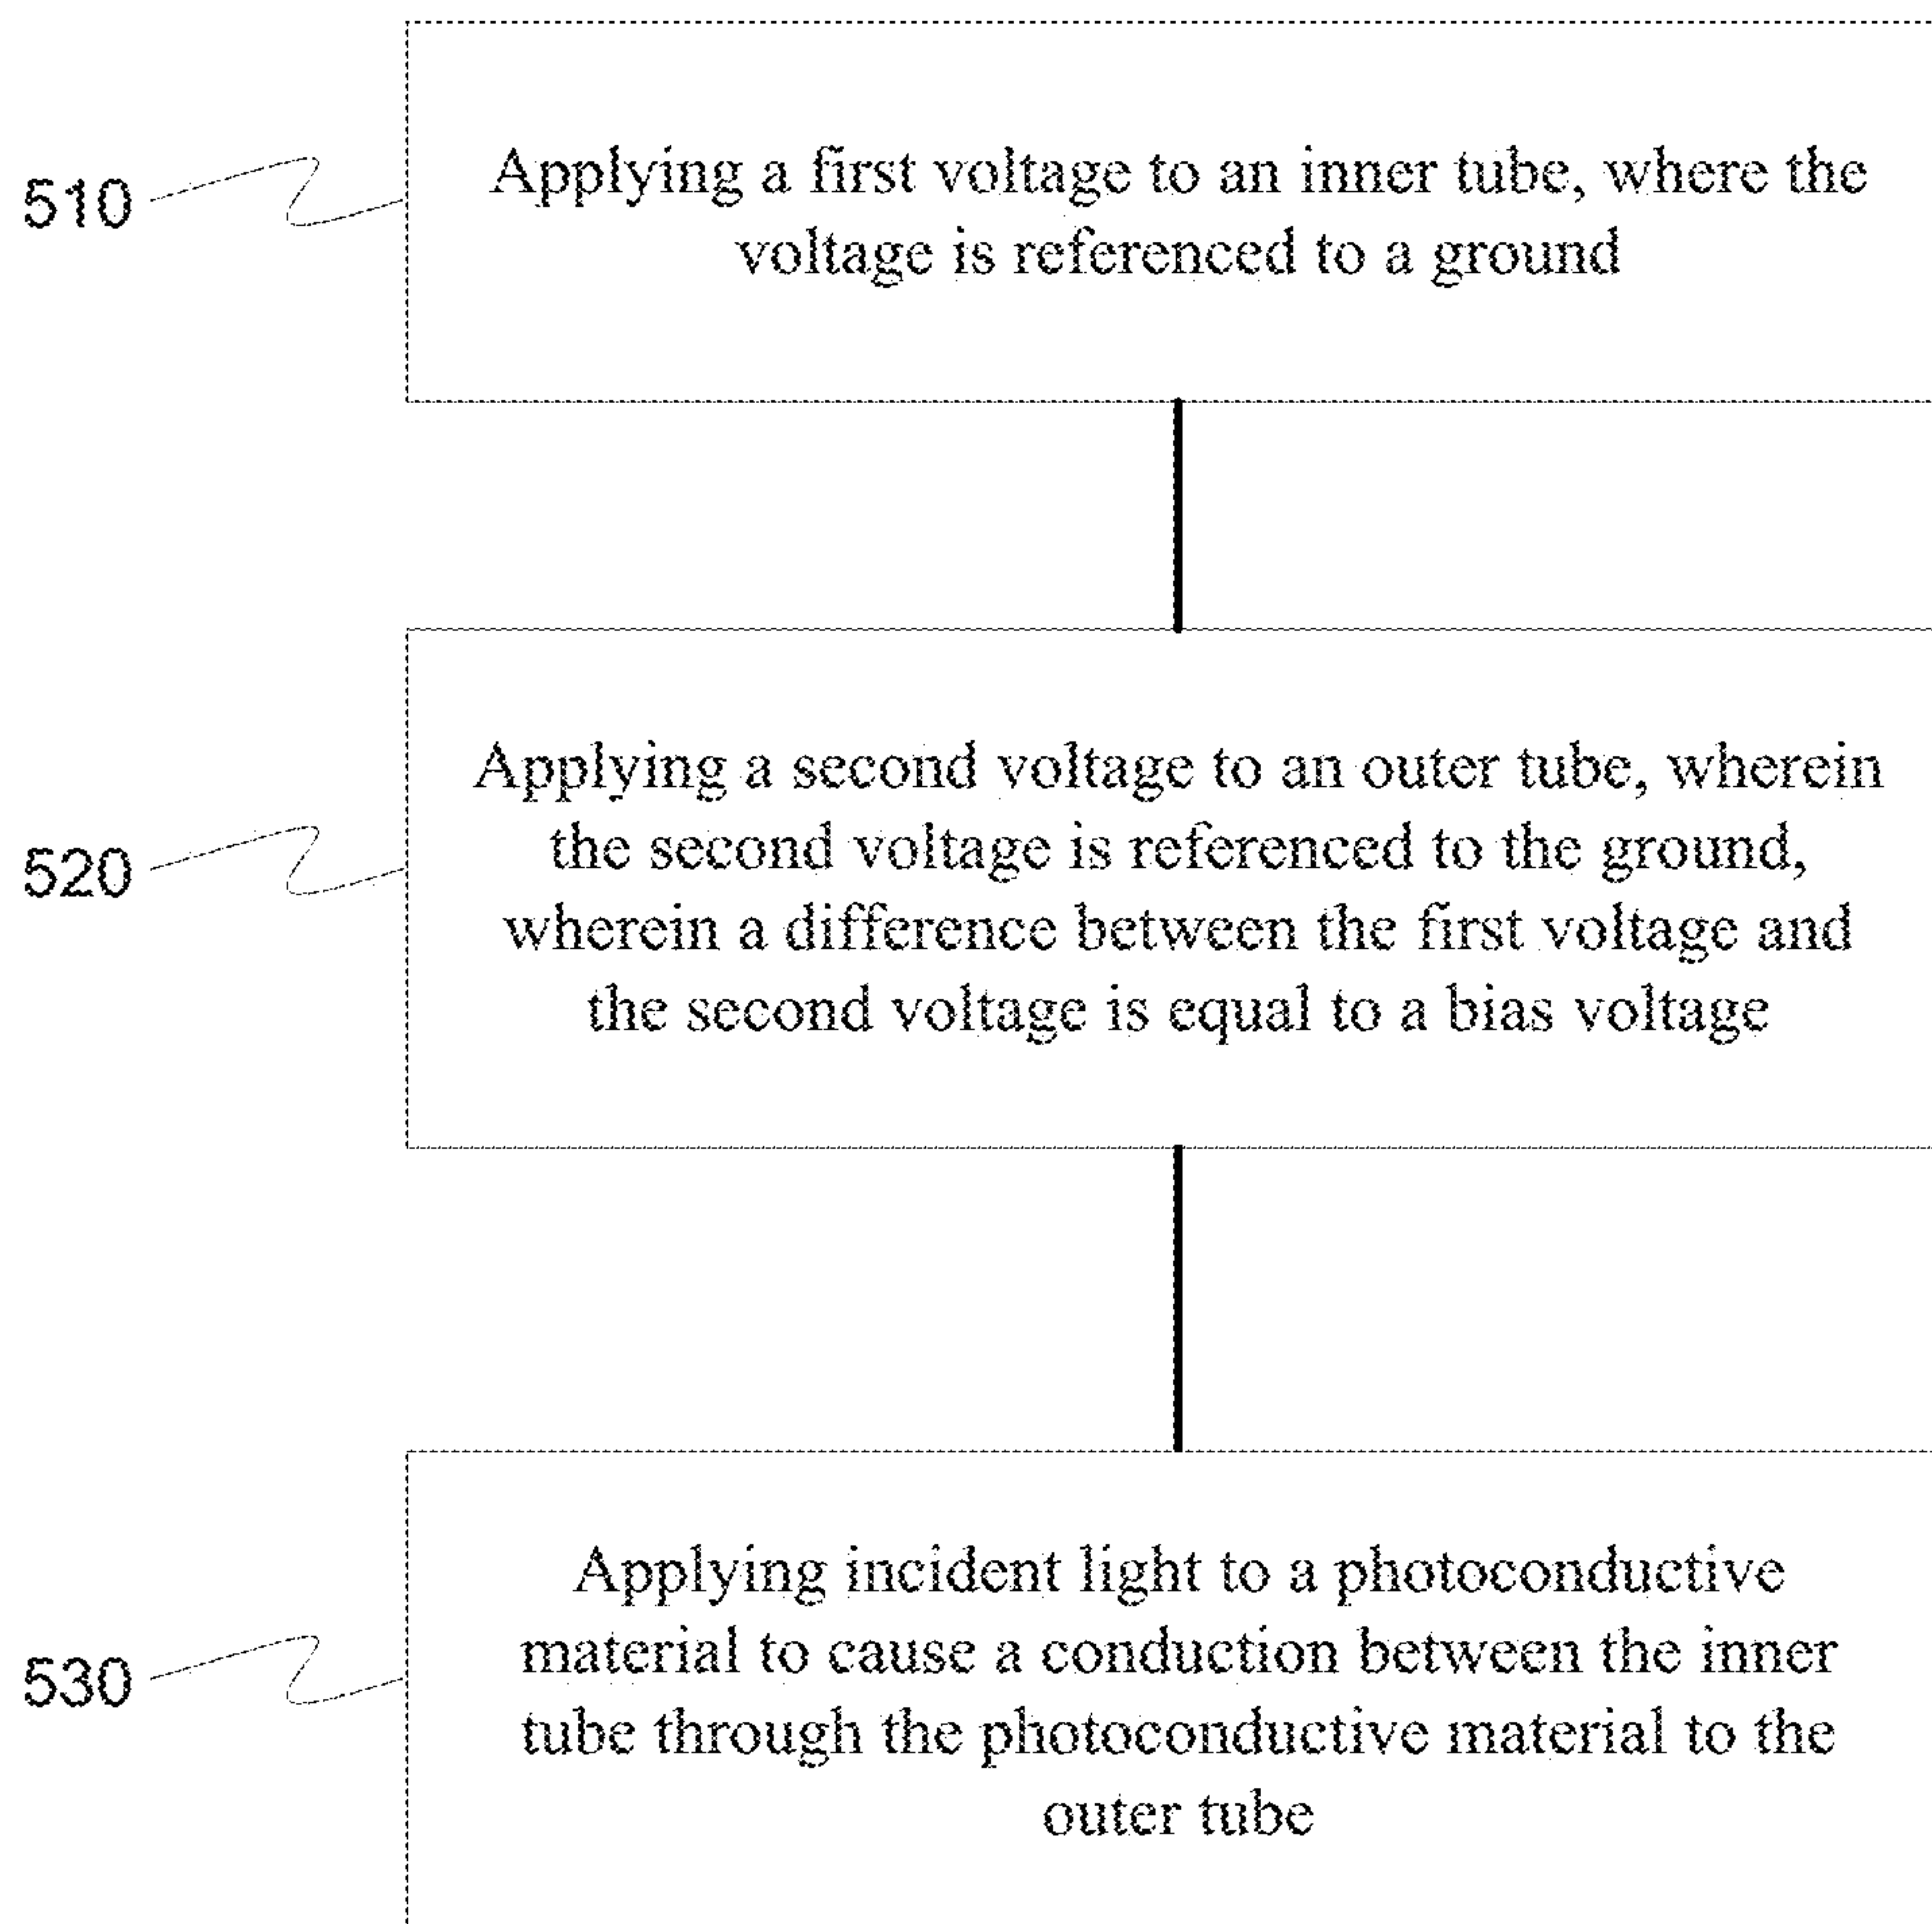 510
Applying a first voltage to an inner tube, where the
voltage is referenced to a ground
520
Applying a second voltage to an outer tube, wherein
the second voltage is referenced to the ground,
wherein a difference between the first voltage and
the second voltage is equal to a bias voltage
530
Applying incident light to a photoconductive
material to cause a conduction between the inner
tube through the photoconductive material to the
outer tube